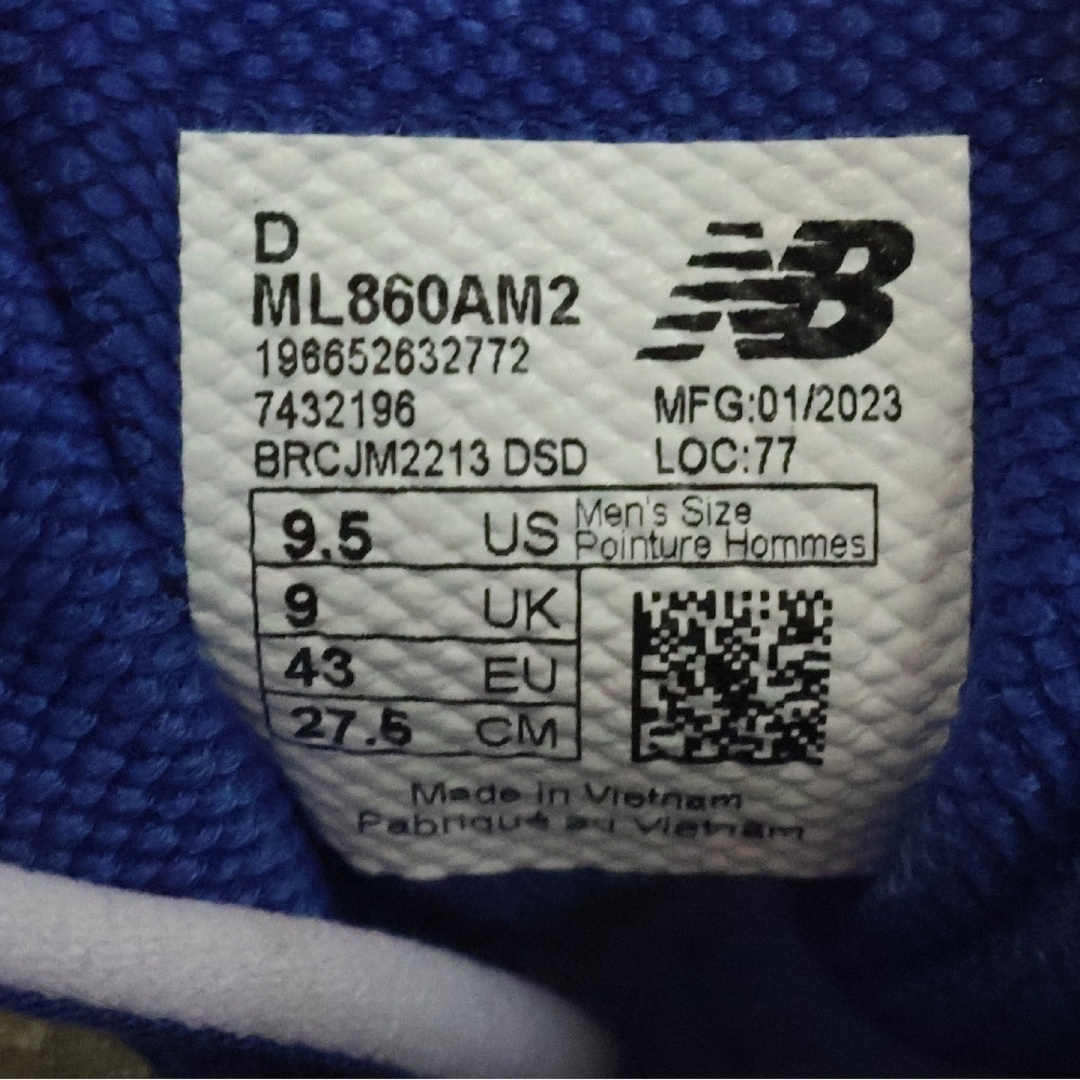 D
ML860AM2
NB
196652632772
7432196
MFG:01/2023
BRCJM2213 DSD
LOC:77
9.5 US Men's Size
Pointure Hommes
9 UK
43 EU
27.5 CM
Made in Vietnam
Fabriqué au Vietnam